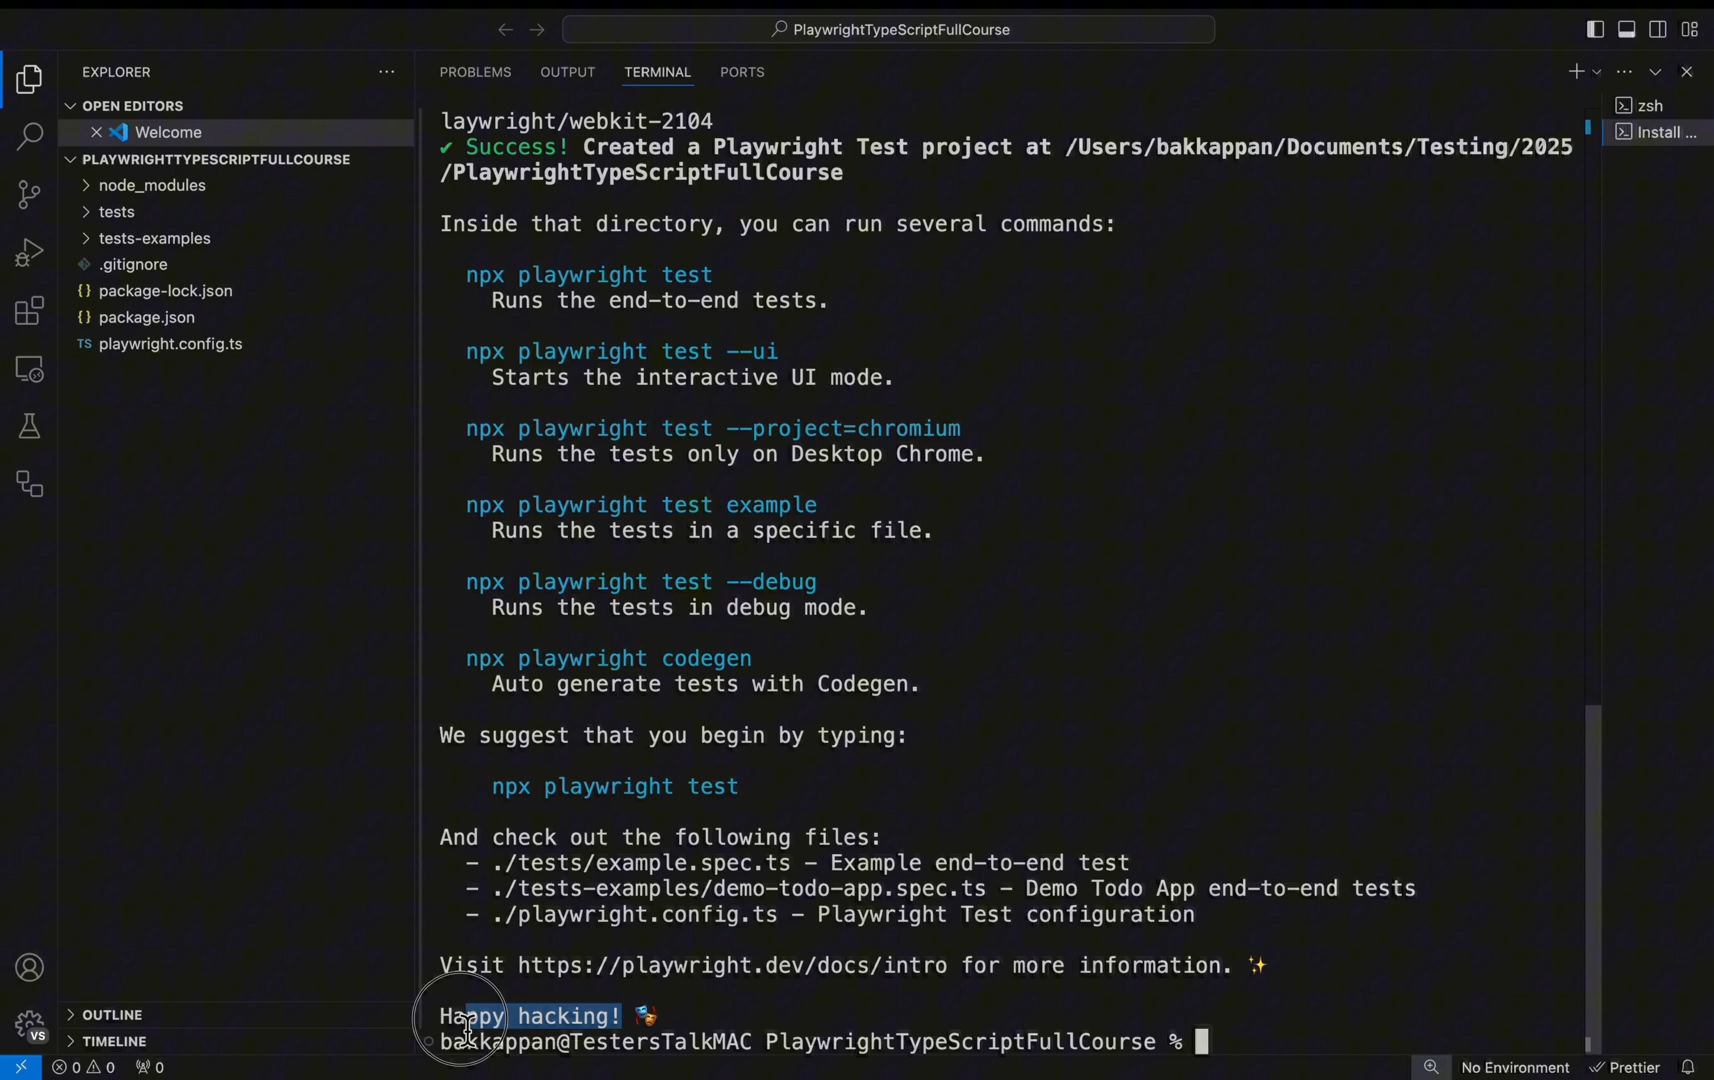 PlaywrightTypeScriptFullCourse
EXPLORER
OPEN EDITORS
Welcome
PLAYWRIGHTTYPESCRIPTFULLCOURSE
node_modules
tests
tests-examples
.gitignore
{} package-lock.json
{} package.json
TS playwright.config.ts
OUTLINE
TIMELINE
PROBLEMS OUTPUT TERMINAL PORTS
laywright/webkit-2104
✔ Success! Created a Playwright Test project at /Users/bakkappan/Documents/Testing/2025
/PlaywrightTypeScriptFullCourse
Inside that directory, you can run several commands:
npx playwright test
Runs the end-to-end tests.
npx playwright test --ui
Starts the interactive UI mode.
npx playwright test --project=chromium
Runs the tests only on Desktop Chrome.
npx playwright test example
Runs the tests in a specific file.
npx playwright test --debug
Runs the tests in debug mode.
npx playwright codegen
Auto generate tests with Codegen.
We suggest that you begin by typing:
npx playwright test
And check out the following files:
- ./tests/example.spec.ts - Example end-to-end test
- ./tests-examples/demo-todo-app.spec.ts - Demo Todo App end-to-end tests
- ./playwright.config.ts - Playwright Test configuration
Visit https://playwright.dev/docs/intro for more information. ✨
Happy hacking! 🎭
bakkappan@TestersTalkMAC PlaywrightTypeScriptFullCourse %
zsh
Install ...
VS
0 0 0
No Environment
Prettier